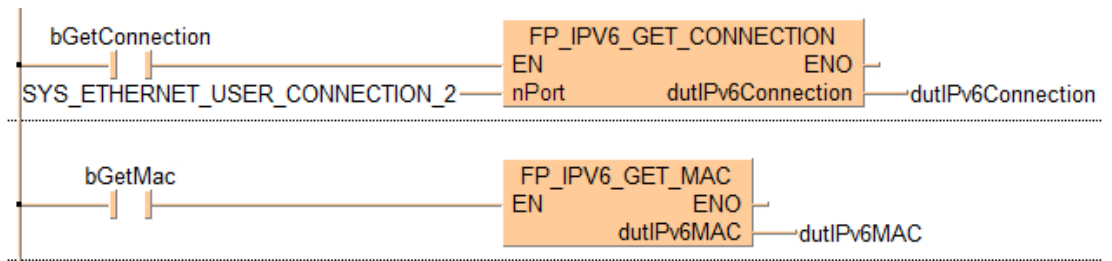 bGetConnection
FP_IPV6_GET_CONNECTION
EN ENO
SYS_ETHERNET_USER_CONNECTION_2 nPort dutIPv6Connection dutIPv6Connection
bGetMac
FP_IPV6_GET_MAC
EN ENO
dutIPv6MAC dutIPv6MAC